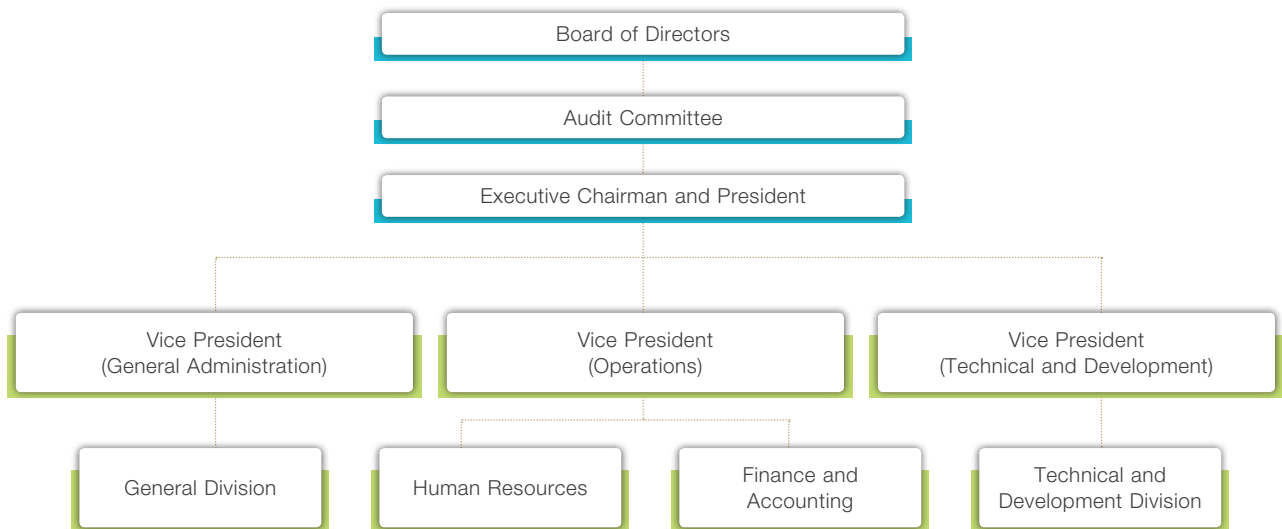 Board of Directors
Audit Committee
Executive Chairman and President
Vice President
(General Administration)
Vice President
(Operations)
Vice President
(Technical and Development)
General Division
Human Resources
Finance and
Accounting
Technical and
Development Division